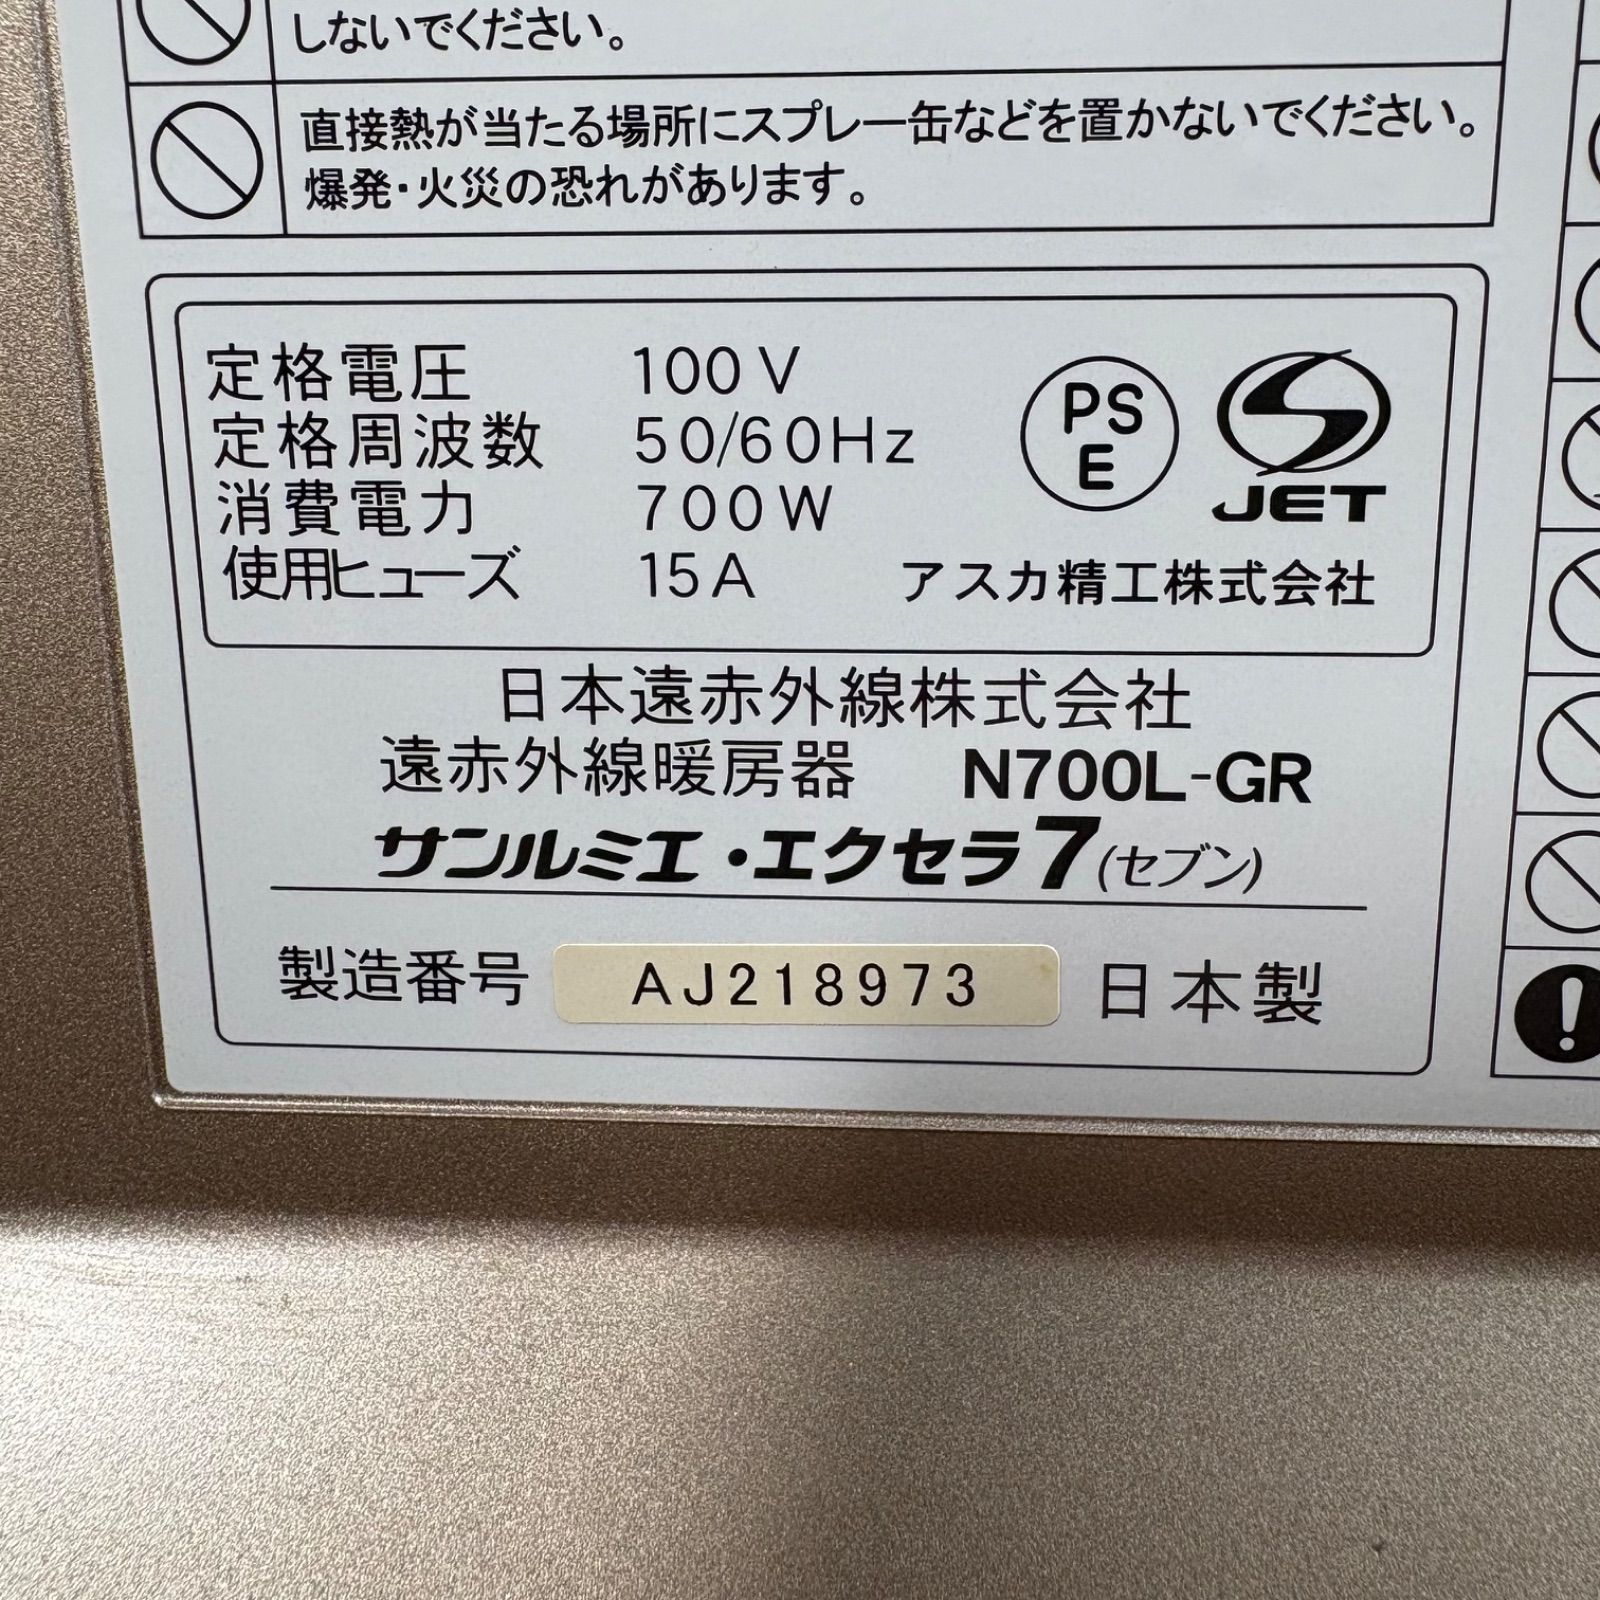 しないでください。
直接熱が当たる場所にスプレー缶などを置かないでください。
爆発・火災の恐れがあります。
定格電圧 100V
定格周波数 50/60Hz
消費電力 700W
使用ヒューズ 15A
PS
E
JET
アスカ精工株式会社
日本遠赤外線株式会社
遠赤外線暖房器 N700L-GR
サンルミエ・エクセラ7(セブン)
製造番号 AJ218973 日本製